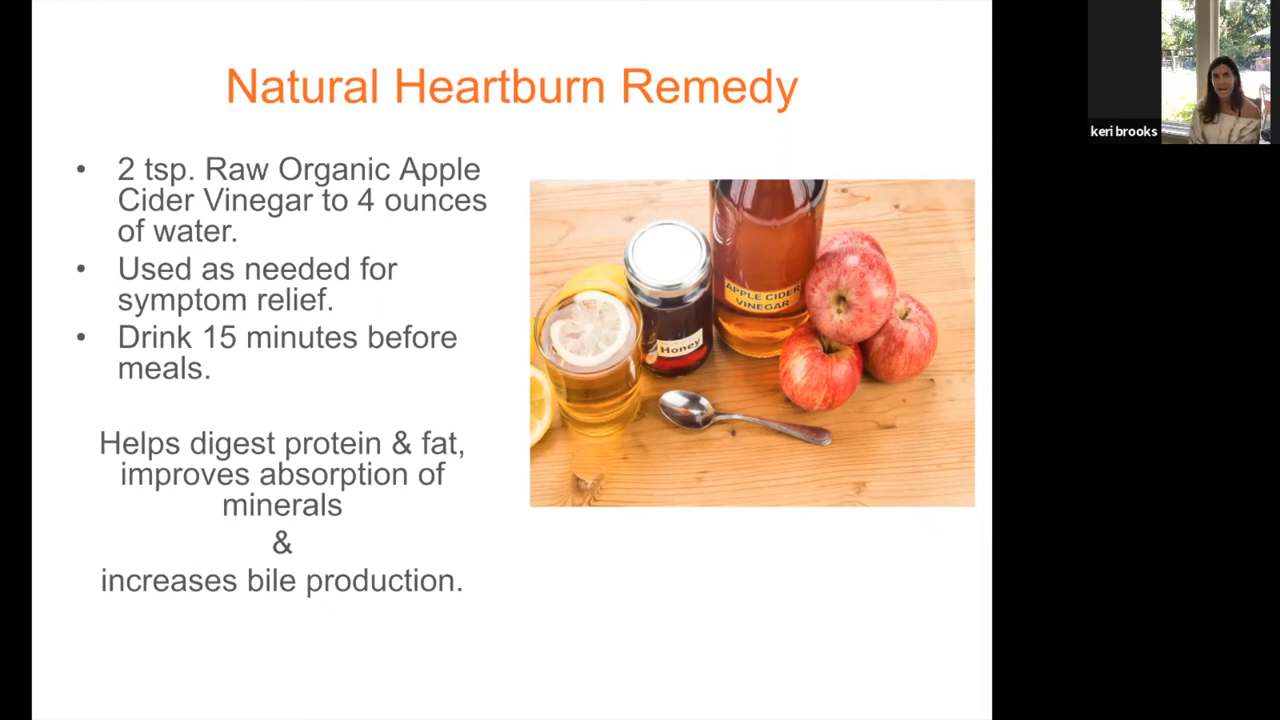 Natural Heartburn Remedy
• 2 tsp. Raw Organic Apple
Cider Vinegar to 4 ounces
of water.
• Used as needed for
symptom relief.
• Drink 15 minutes before
meals.
Helps digest protein & fat,
improves absorption of
minerals
&
increases bile production.
APPLE CIDER
VINEGAR
Honey
keri brooks